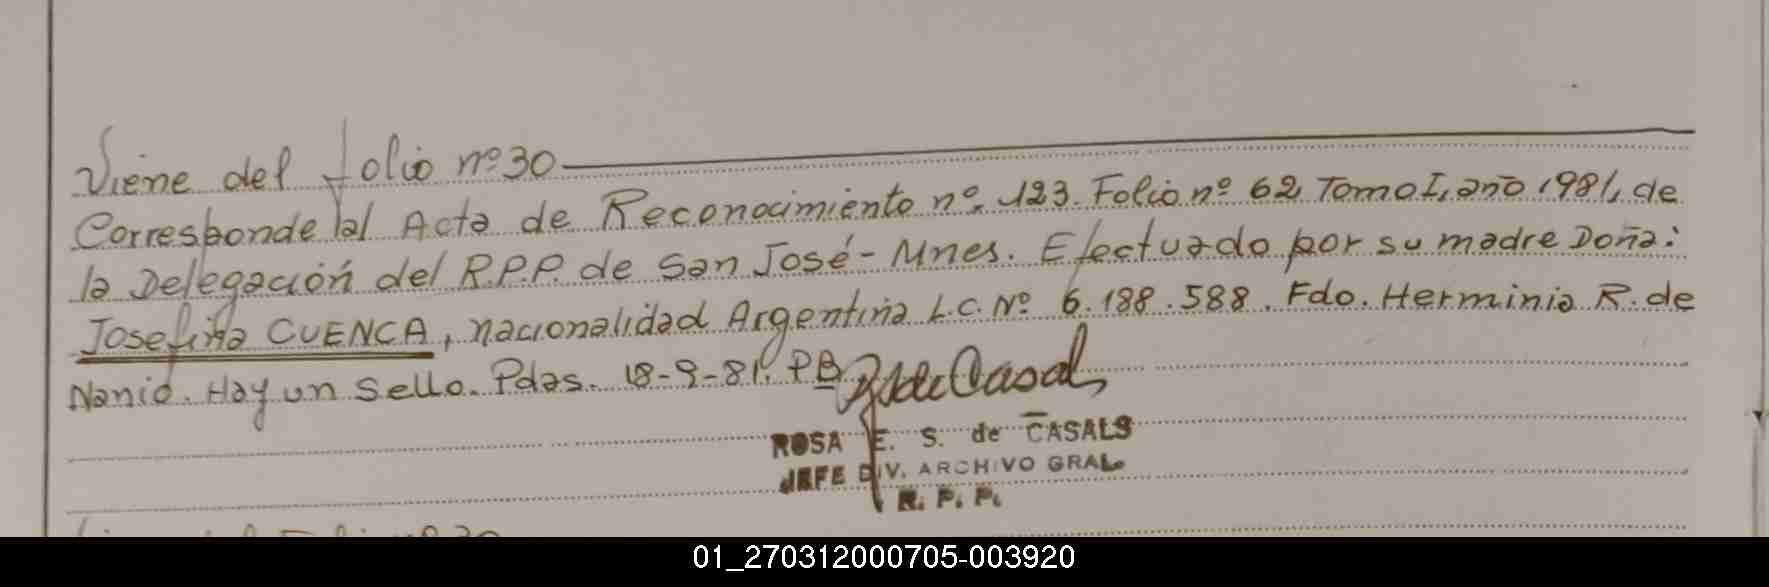 Viene del folio nº 30
Corresponde al Acta de Reconocimiento nº 123. Folio nº 62 Tomo I, año 1981, de
la Delegación del R.P.P. de San José - Mnes. Efectuado por su madre Doña:
Josefina CUENCA, nacionalidad Argentina L.C. Nº 6.188.588. Fdo. Herminia R. de
Nanio. Hay un sello. Pdas. 18-9-81. PB
ROSA E. S. de CASALS
JEFE DIV. ARCHIVO GRAL.
R. P. P.
01_270312000705-003920